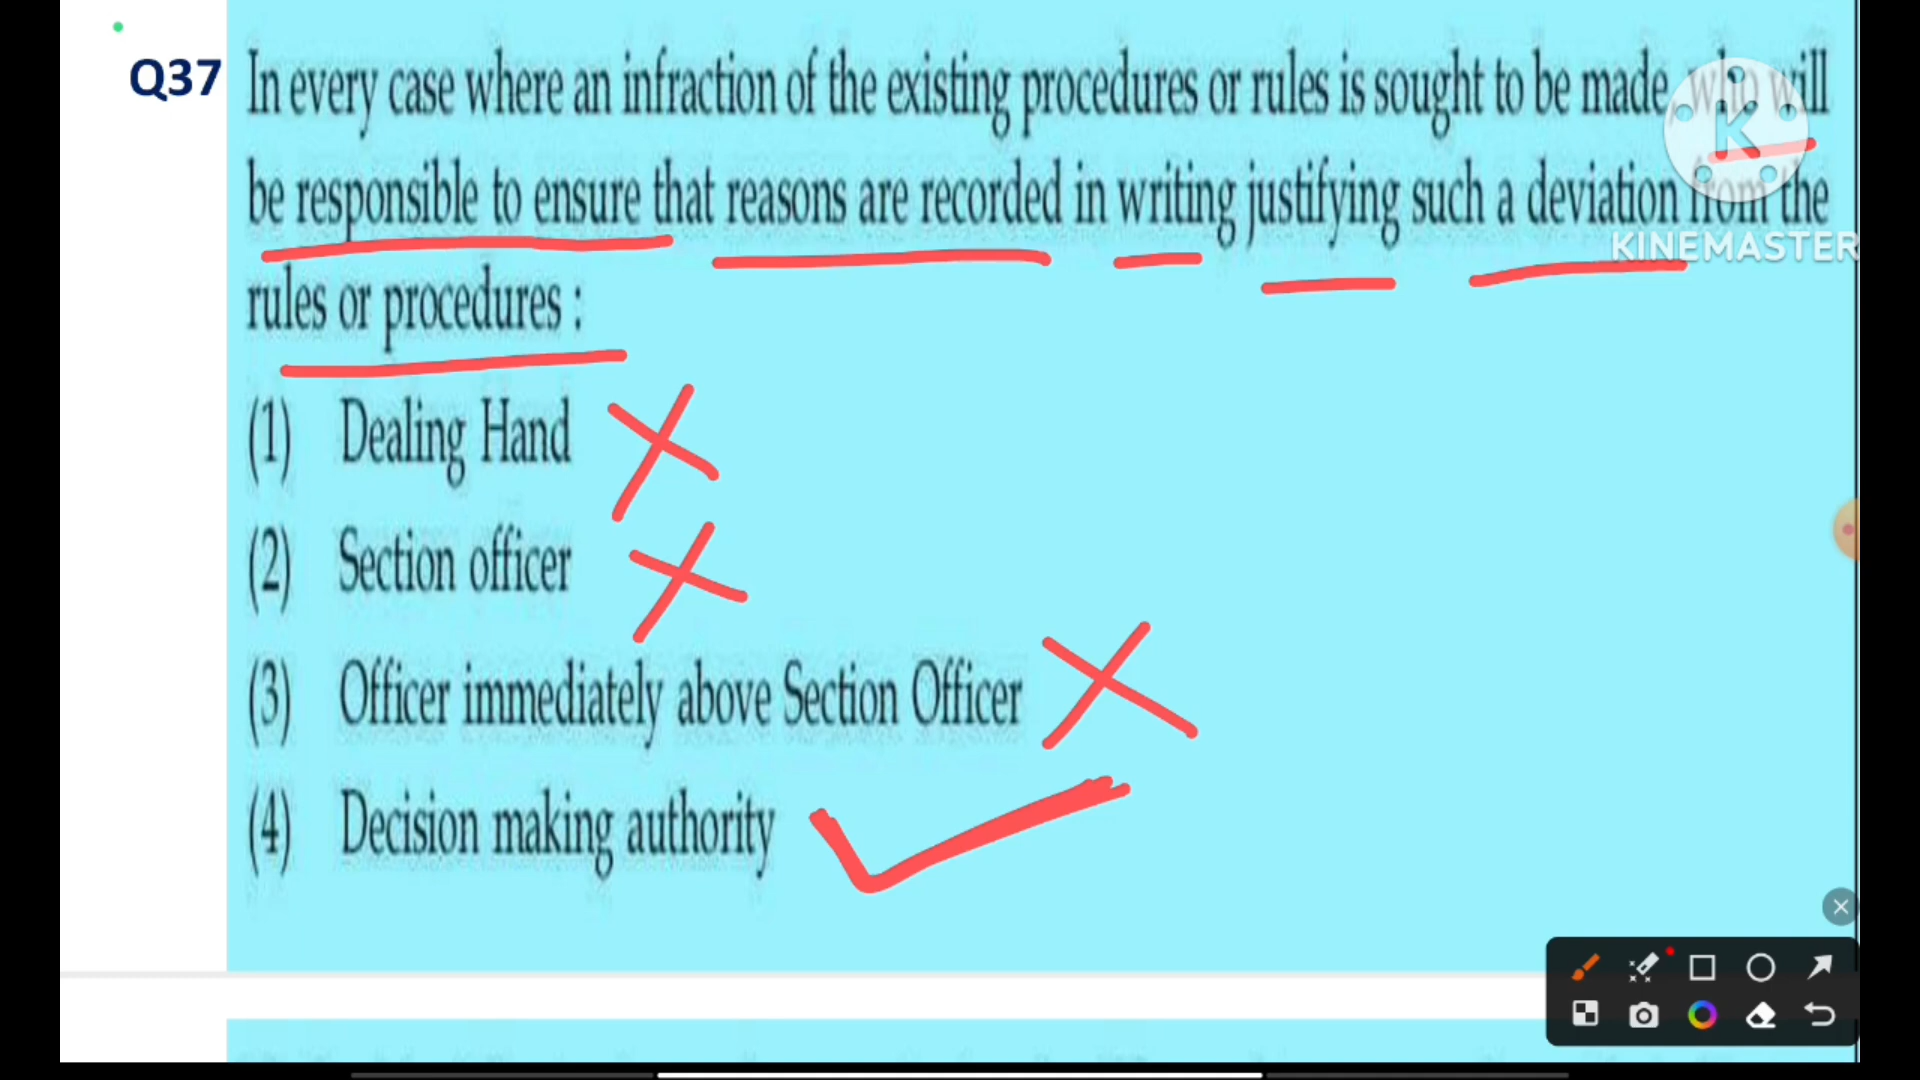 Q37 In every case where an infraction of the existing procedures or rules is sought to be made, who will
be responsible to ensure that reasons are recorded in writing justifying such a deviation from the
rules or procedures :
(1) Dealing Hand
(2) Section officer
(3) Officer immediately above Section Officer
(4) Decision making authority
K
KINEMASTER